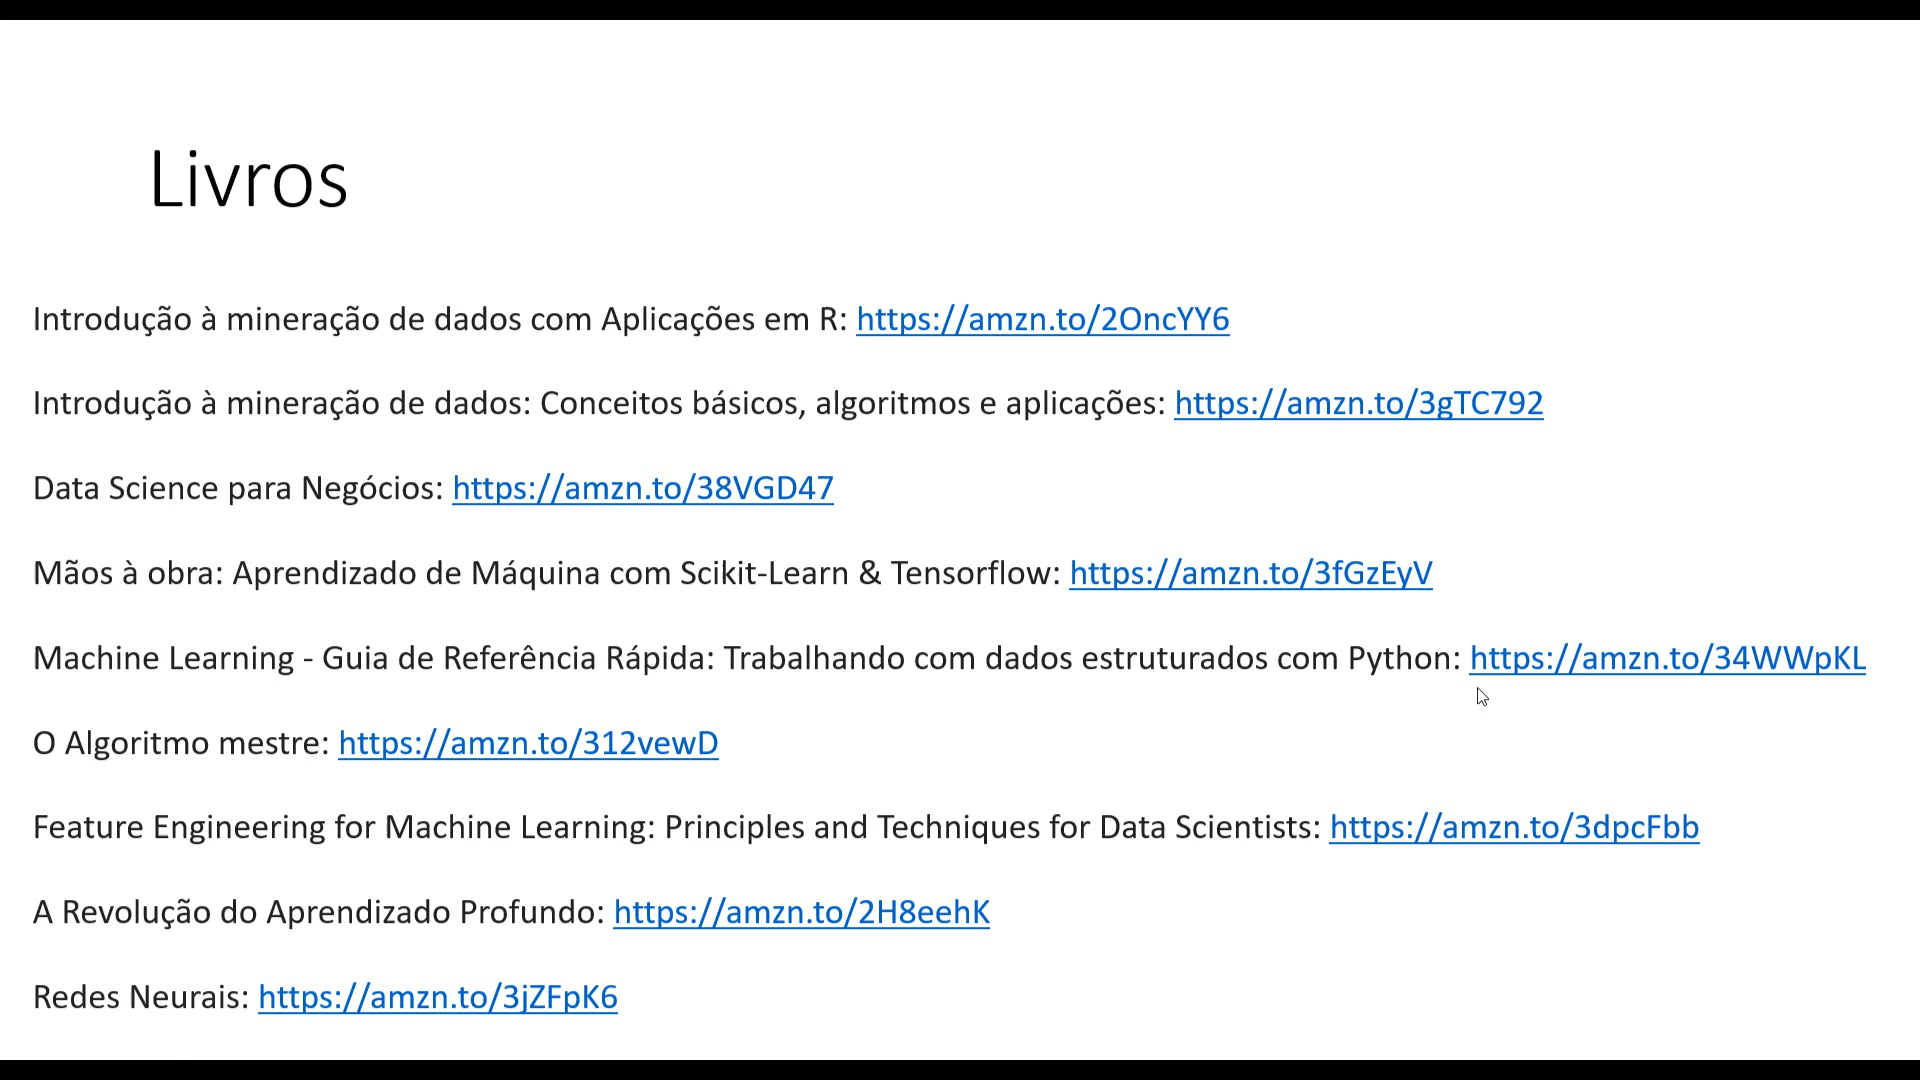 Livros
Introdução à mineração de dados com Aplicações em R: https://amzn.to/2OncYY6
Introdução à mineração de dados: Conceitos básicos, algoritmos e aplicações: https://amzn.to/3gTC792
Data Science para Negócios: https://amzn.to/38VGD47
Mãos à obra: Aprendizado de Máquina com Scikit-Learn & Tensorflow: https://amzn.to/3fGzEyV
Machine Learning - Guia de Referência Rápida: Trabalhando com dados estruturados com Python: https://amzn.to/34WWpKL
O Algoritmo mestre: https://amzn.to/312vewD
Feature Engineering for Machine Learning: Principles and Techniques for Data Scientists: https://amzn.to/3dpcFbb
A Revolução do Aprendizado Profundo: https://amzn.to/2H8eehK
Redes Neurais: https://amzn.to/3jZFpK6